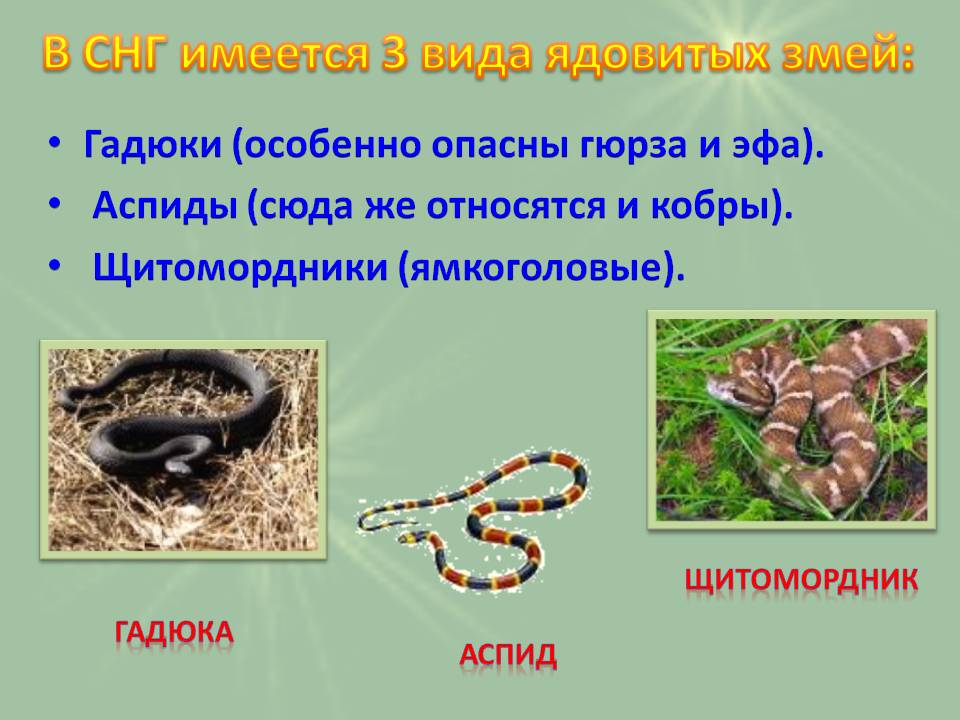 В СНГ имеется 3 вида ядовитых змей:
• Гадюки (особенно опасны гюрза и эфа).
• Аспиды (сюда же относятся и кобры).
• Щитомордники (ямкоголовые).
ЩИТОМОРДНИК
ГАДЮКА
АСПИД